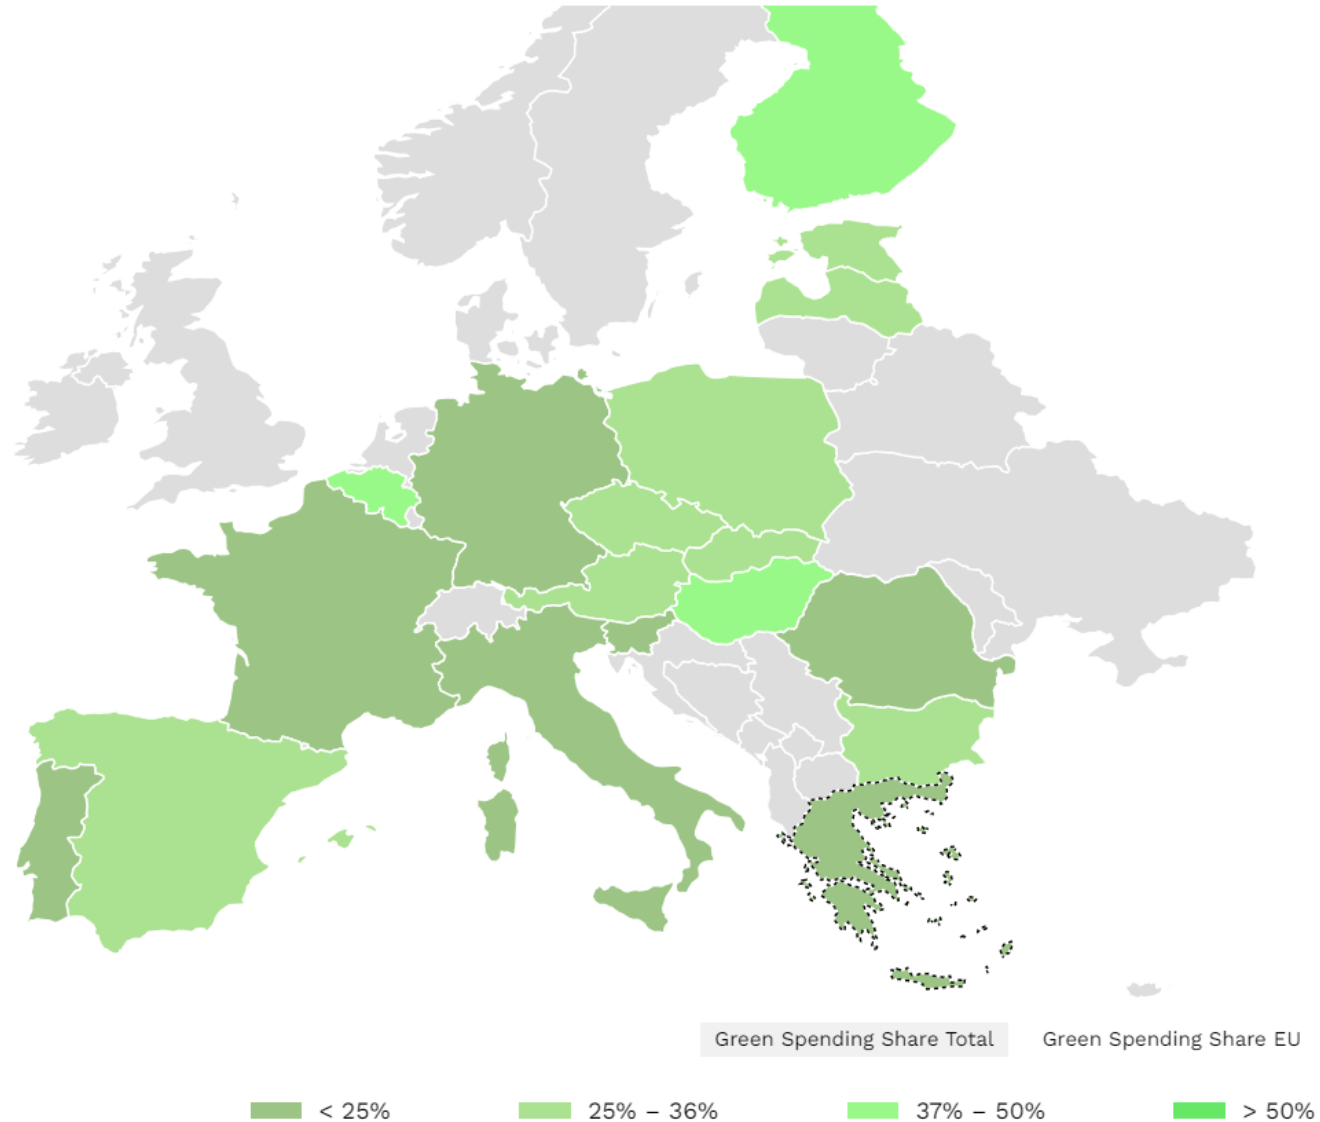 Green Spending Share Total Green Spending Share EU
< 25% 25% – 36% 37% – 50% > 50%